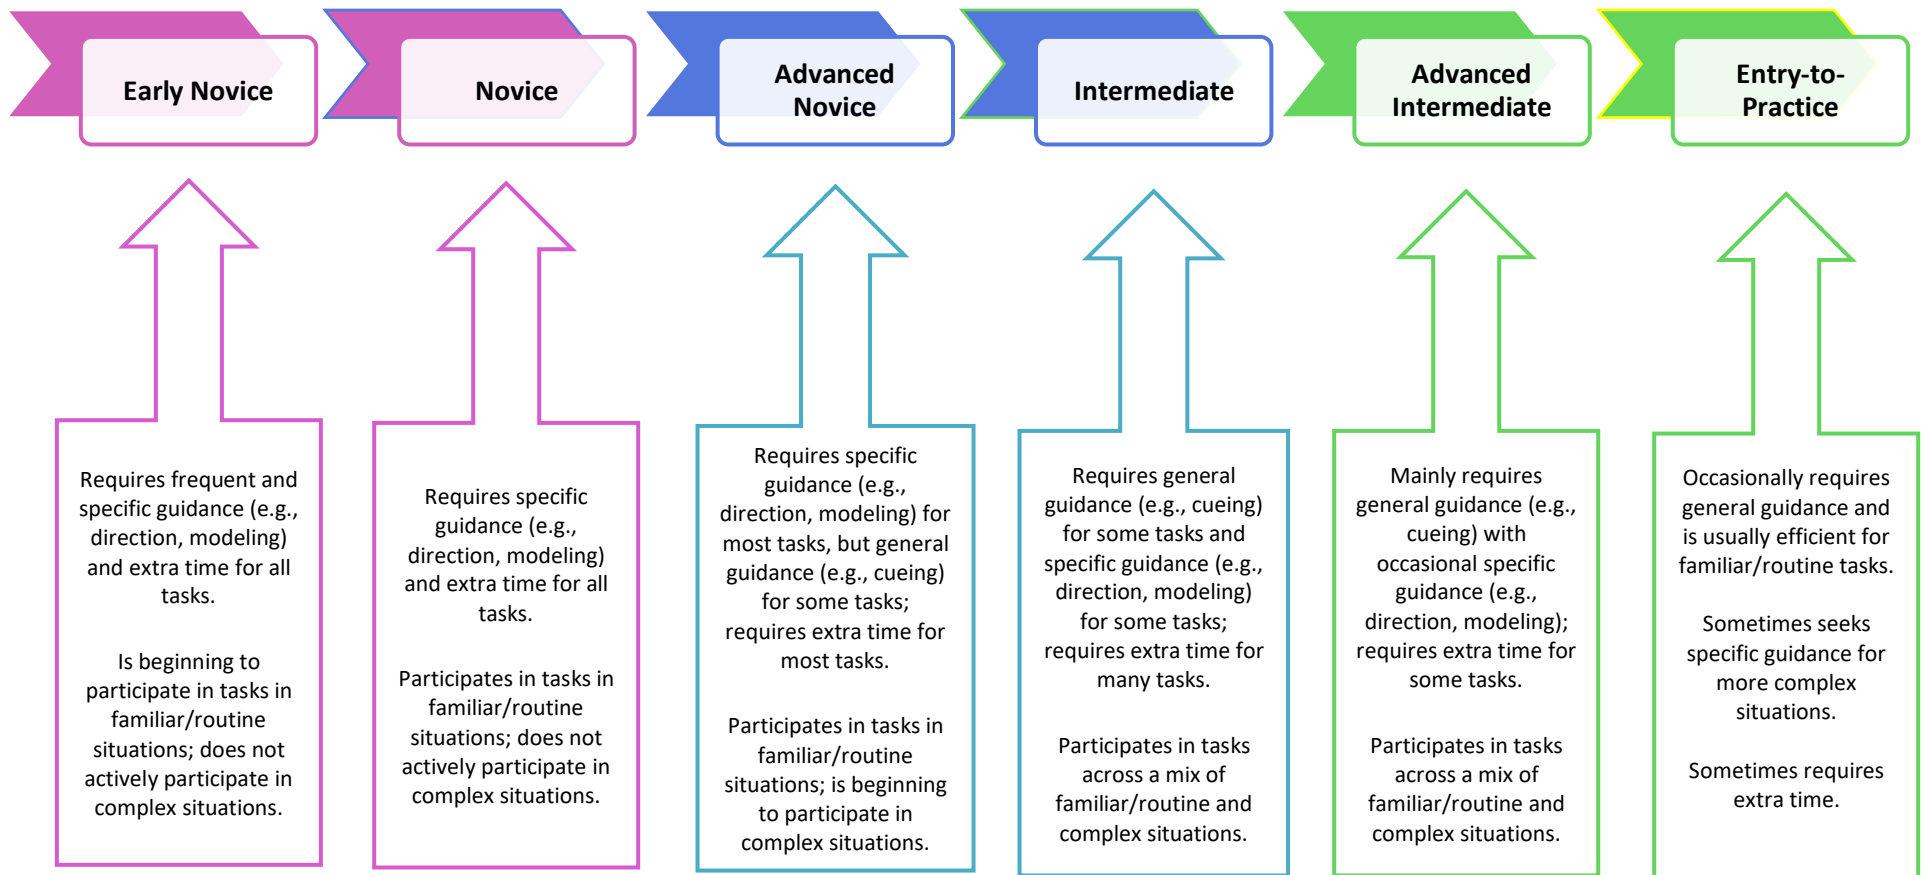 Early Novice
Novice
Advanced
Novice
Intermediate
Advanced
Intermediate
Entry-to-
Practice
Requires frequent and
specific guidance (e.g.,
direction, modeling)
and extra time for all
tasks.
Is beginning to
participate in tasks in
familiar/routine
situations; does not
actively participate in
complex situations.
Requires specific
guidance (e.g.,
direction, modeling)
and extra time for all
tasks.
Participates in tasks in
familiar/routine
situations; does not
actively participate in
complex situations.
Requires specific
guidance (e.g.,
direction, modeling) for
most tasks, but general
guidance (e.g., cueing)
for some tasks;
requires extra time for
most tasks.
Participates in tasks in
familiar/routine
situations; is beginning
to participate in
complex situations.
Requires general
guidance (e.g., cueing)
for some tasks and
specific guidance (e.g.,
direction, modeling)
for some tasks;
requires extra time for
many tasks.
Participates in tasks
across a mix of
familiar/routine and
complex situations.
Mainly requires
general guidance (e.g.,
cueing) with
occasional specific
guidance (e.g.,
direction, modeling);
requires extra time for
some tasks.
Participates in tasks
across a mix of
familiar/routine and
complex situations.
Occasionally requires
general guidance and
is usually efficient for
familiar/routine tasks.
Sometimes seeks
specific guidance for
more complex
situations.
Sometimes requires
extra time.